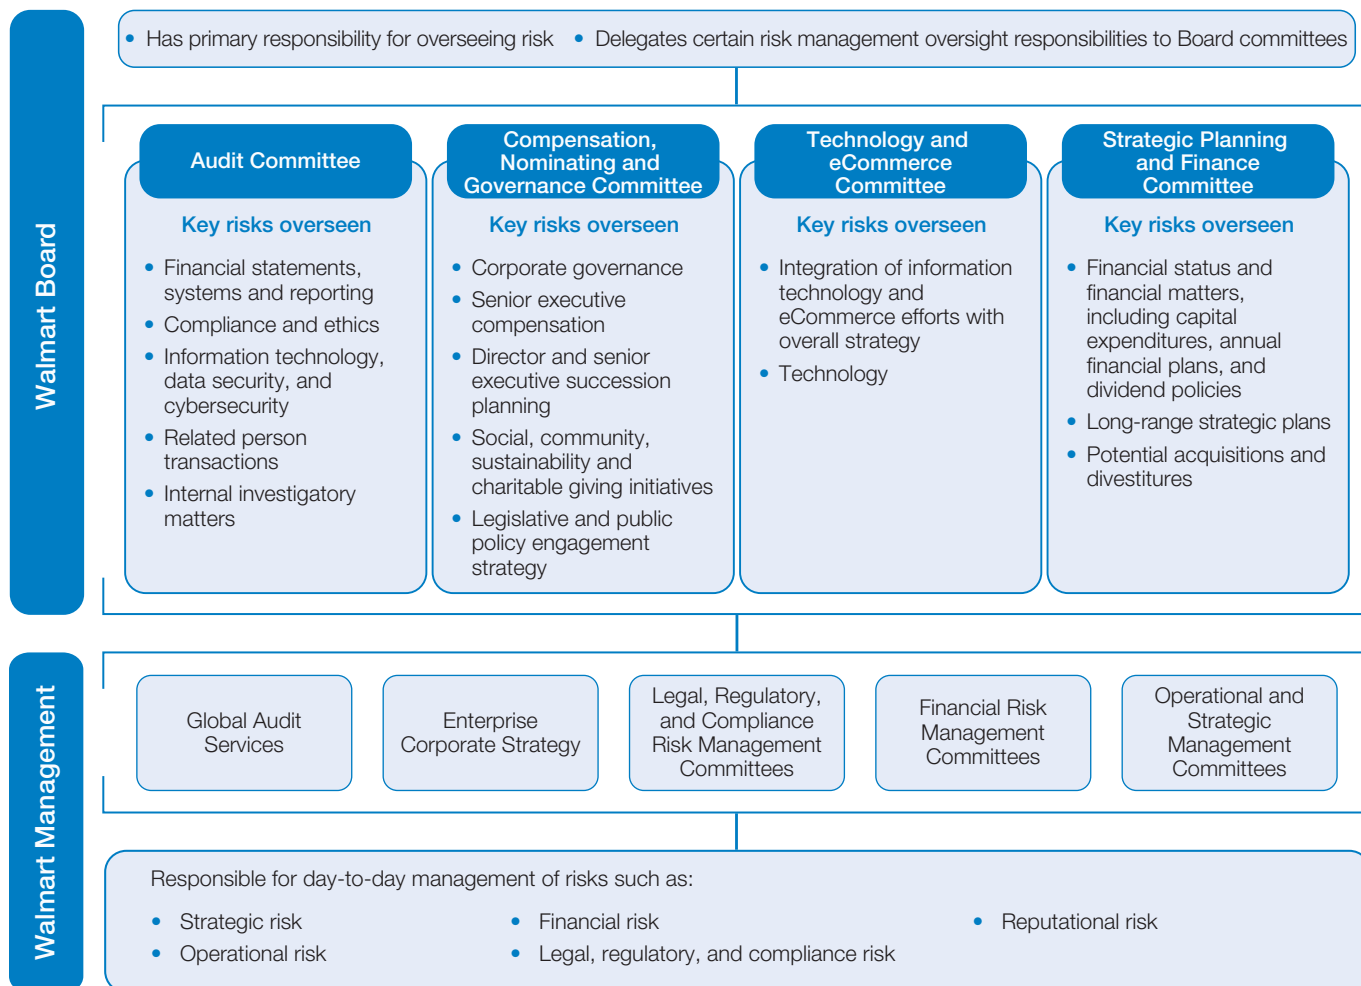 Walmart Board
• Has primary responsibility for overseeing risk • Delegates certain risk management oversight responsibilities to Board committees
Audit Committee
Key risks overseen
• Financial statements,
systems and reporting
• Compliance and ethics
• Information technology,
data security, and
cybersecurity
• Related person
transactions
• Internal investigatory
matters
Compensation,
Nominating and
Governance Committee
Key risks overseen
• Corporate governance
• Senior executive
compensation
• Director and senior
executive succession
planning
• Social, community,
sustainability and
charitable giving initiatives
• Legislative and public
policy engagement
strategy
Technology and
eCommerce
Committee
Key risks overseen
• Integration of information
technology and
eCommerce efforts with
overall strategy
• Technology
Strategic Planning
and Finance
Committee
Key risks overseen
• Financial status and
financial matters,
including capital
expenditures, annual
financial plans, and
dividend policies
• Long-range strategic plans
• Potential acquisitions and
divestitures
Walmart Management
Global Audit
Services
Enterprise
Corporate Strategy
Legal, Regulatory,
and Compliance
Risk Management
Committees
Financial Risk
Management
Committees
Operational and
Strategic
Management
Committees
Responsible for day-to-day management of risks such as:
• Strategic risk
• Operational risk
• Financial risk
• Legal, regulatory, and compliance risk
• Reputational risk